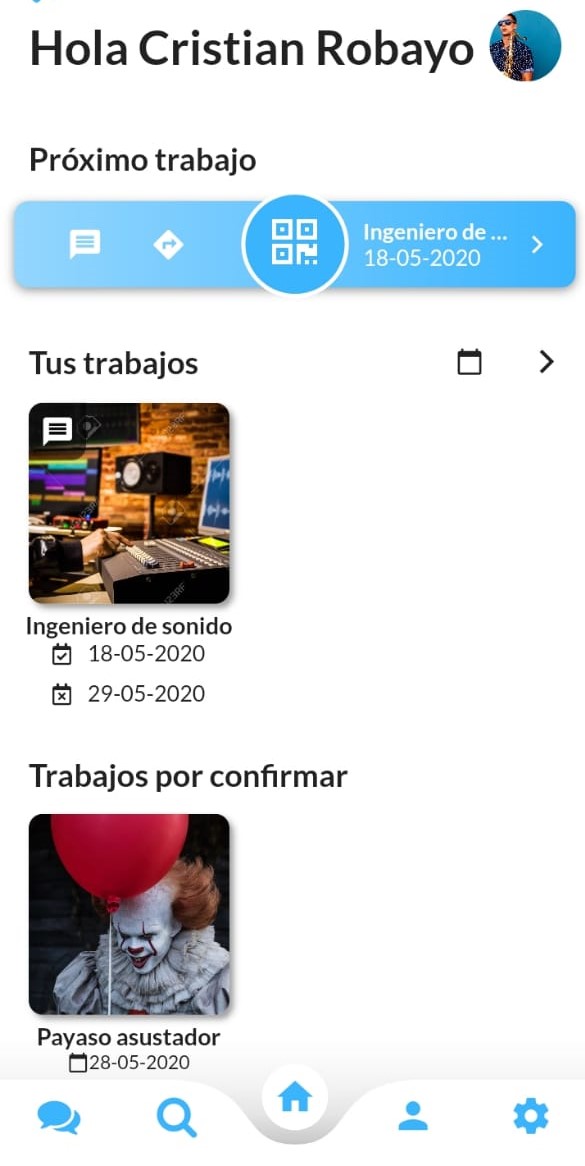 Hola Cristian Robayo
Próximo trabajo
Ingeniero de ...
18-05-2020
Tus trabajos
123RF
Ingeniero de sonido
18-05-2020
29-05-2020
Trabajos por confirmar
Payaso asustador
28-05-2020